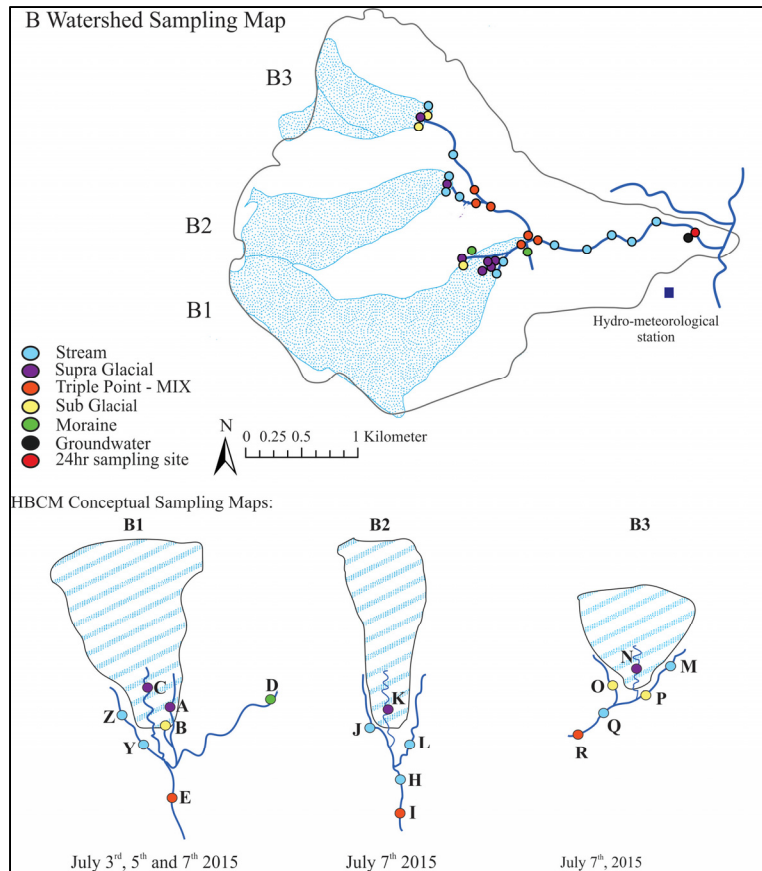 B Watershed Sampling Map
B3
B2
B1
Hydro-meteorological
station
Stream
Supra Glacial
Triple Point - MIX
Sub Glacial
Moraine
Groundwater
24hr sampling site
N
0 0.25 0.5 1 Kilometer
HBCM Conceptual Sampling Maps:
B1 B2 B3
C
A
D
Z
B
Y
E
K
J
L
H
I
N
M
O
P
Q
R
July 3rd, 5th and 7th 2015 July 7th 2015 July 7th, 2015